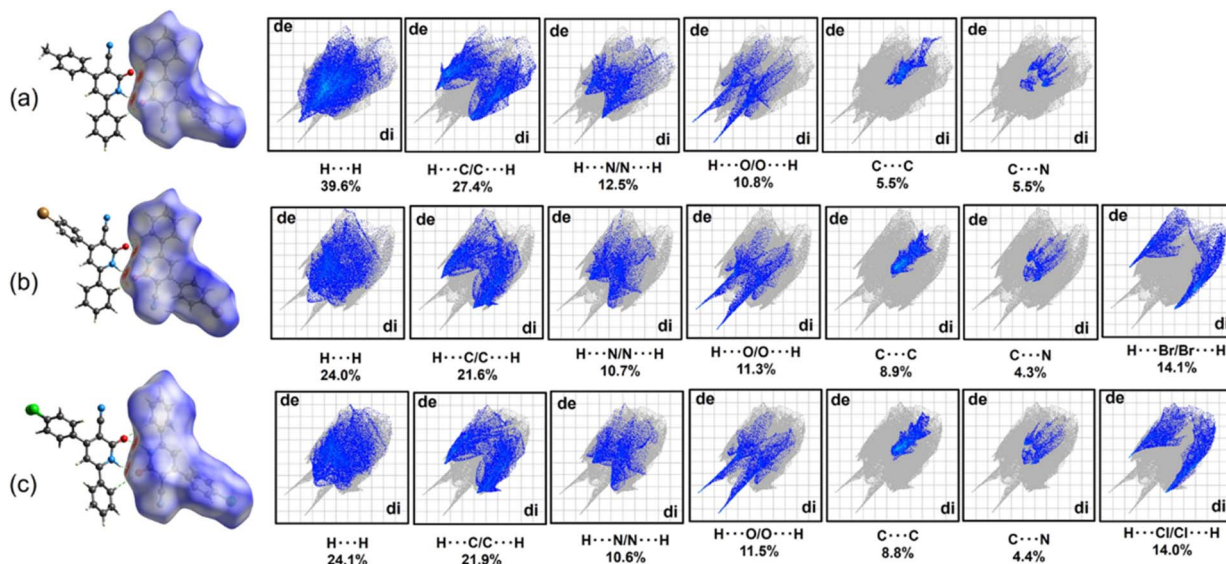 (a)
de
di
de
di
de
di
de
di
de
di
de
di
H···H
H···C/C···H
H···N/N···H
H···O/O···H
C···C
C···N
39.6%
27.4%
12.5%
10.8%
5.5%
5.5%
(b)
de
di
de
di
de
di
de
di
de
di
de
di
de
di
H···H
H···C/C···H
H···N/N···H
H···O/O···H
C···C
C···N
H···Br/Br···H
24.0%
21.6%
10.7%
11.3%
8.9%
4.3%
14.1%
(c)
de
di
de
di
de
di
de
di
de
di
de
di
de
di
H···H
H···C/C···H
H···N/N···H
H···O/O···H
C···C
C···N
H···Cl/Cl···H
24.1%
21.9%
10.6%
11.5%
8.8%
4.4%
14.0%